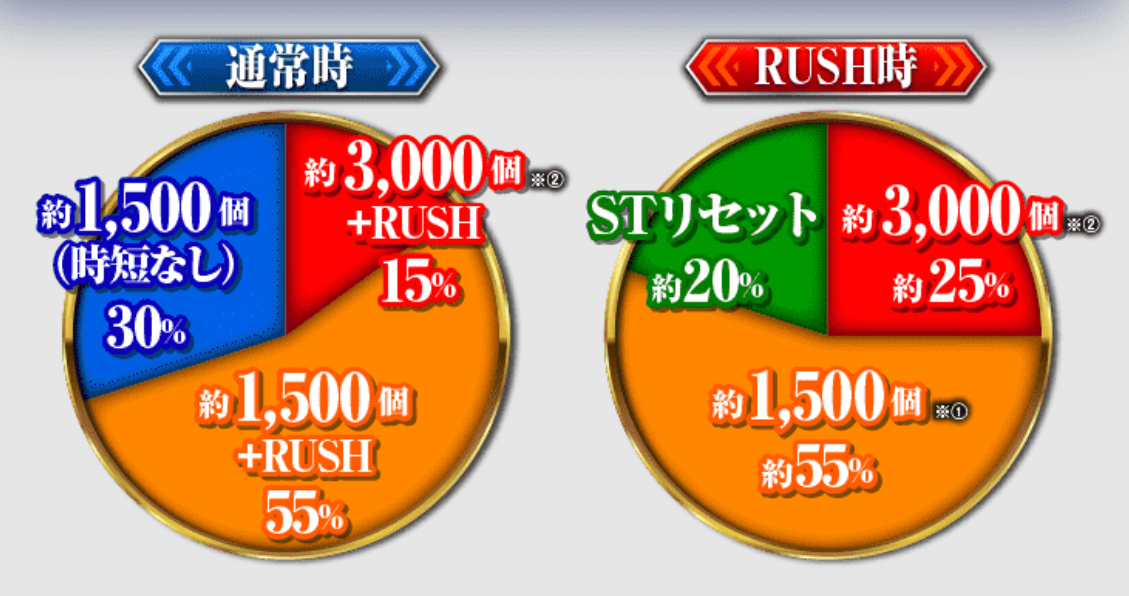 通常時
約3,000個※②
+RUSH
15%
約1,500個
(時短なし)
30%
約1,500個
+RUSH
55%
RUSH時
STリセット
約20%
約3,000個※②
約25%
約1,500個※①
約55%